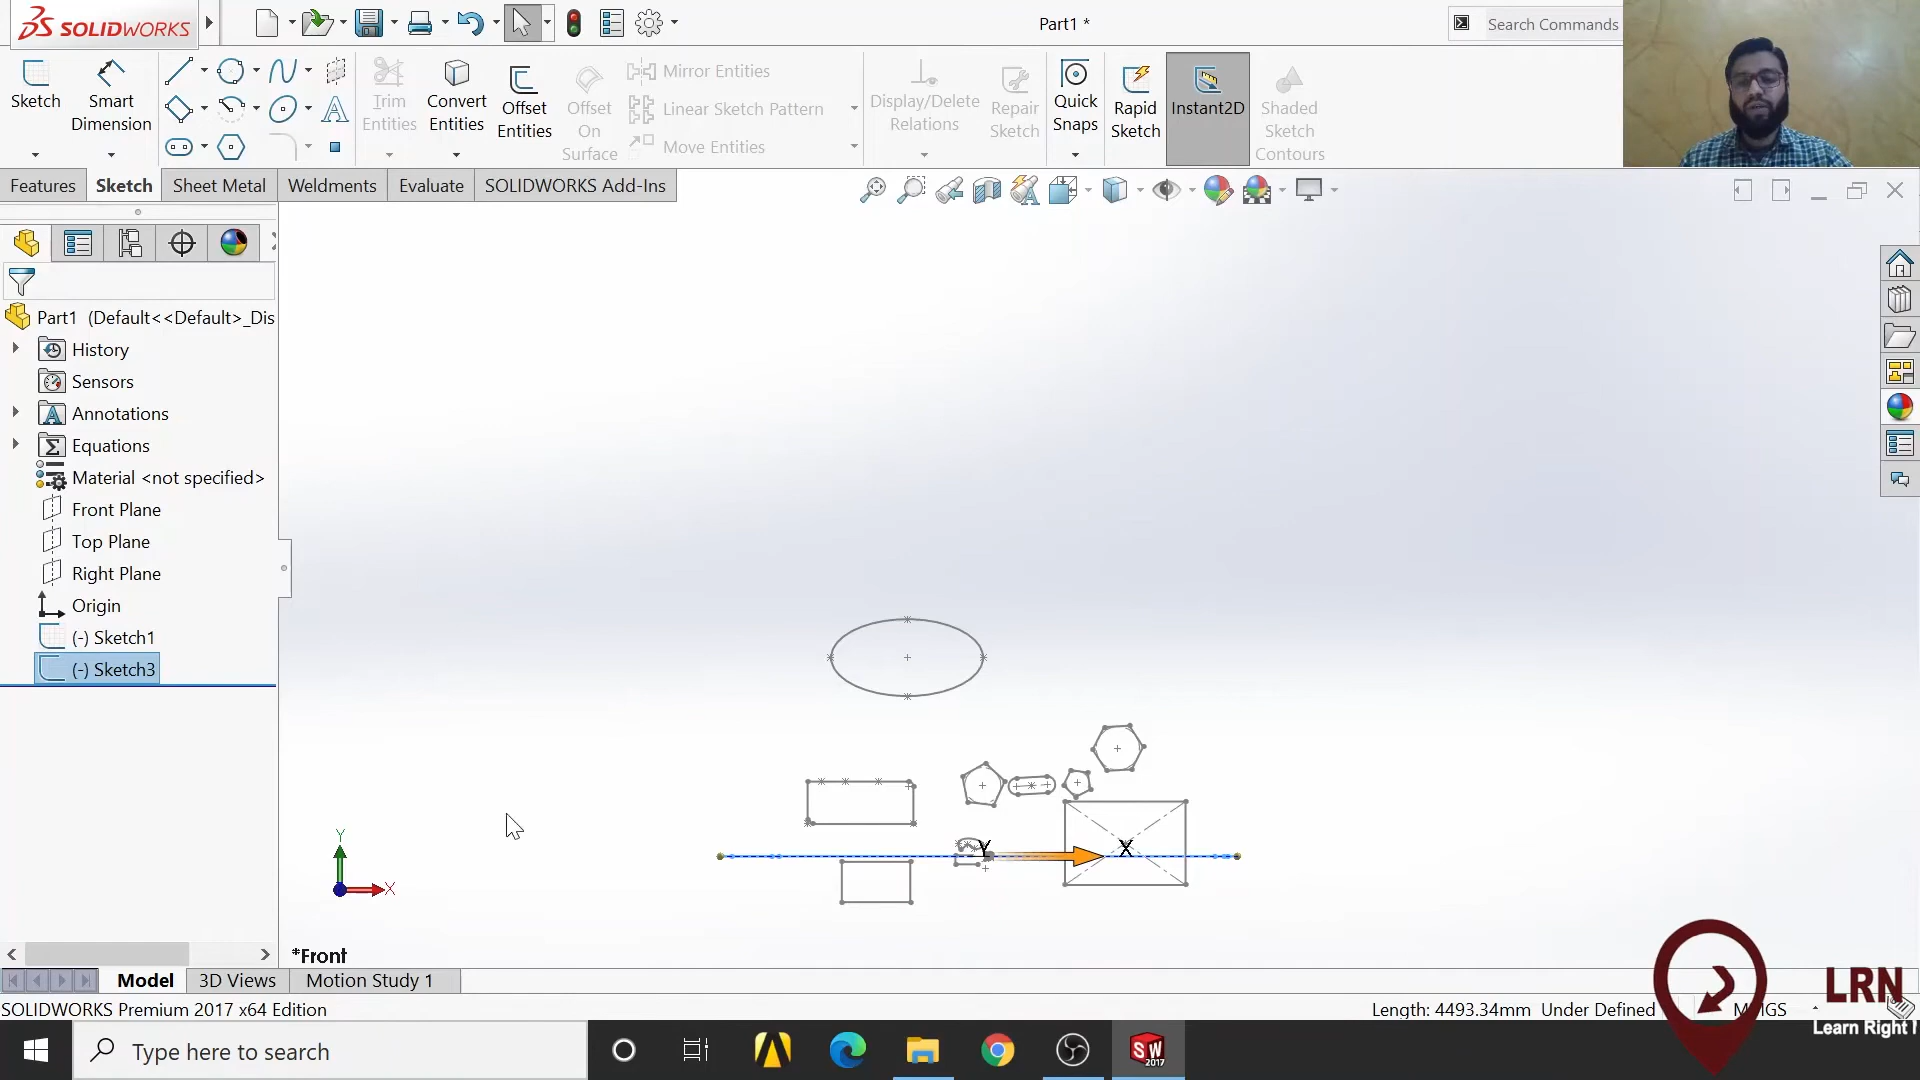 SOLIDWORKS
Part1 *
Search Commands
Sketch
Smart
Dimension
Trim
Entities
Convert
Entities
Offset
Entities
Offset
On
Surface
Mirror Entities
Linear Sketch Pattern
Move Entities
Display/Delete
Relations
Repair
Sketch
Quick
Snaps
Rapid
Sketch
Instant2D
Shaded
Sketch
Contours
Features
Sketch
Sheet Metal
Weldments
Evaluate
SOLIDWORKS Add-Ins
Part1 (Default<<Default>_Dis
History
Sensors
Annotations
Equations
Material <not specified>
Front Plane
Top Plane
Right Plane
Origin
(-) Sketch1
(-) Sketch3
Y
X
Y
X
*Front
Model
3D Views
Motion Study 1
SOLIDWORKS Premium 2017 x64 Edition
Length: 4493.34mm
Under Defined
LRN
Type here to search
SW
2017